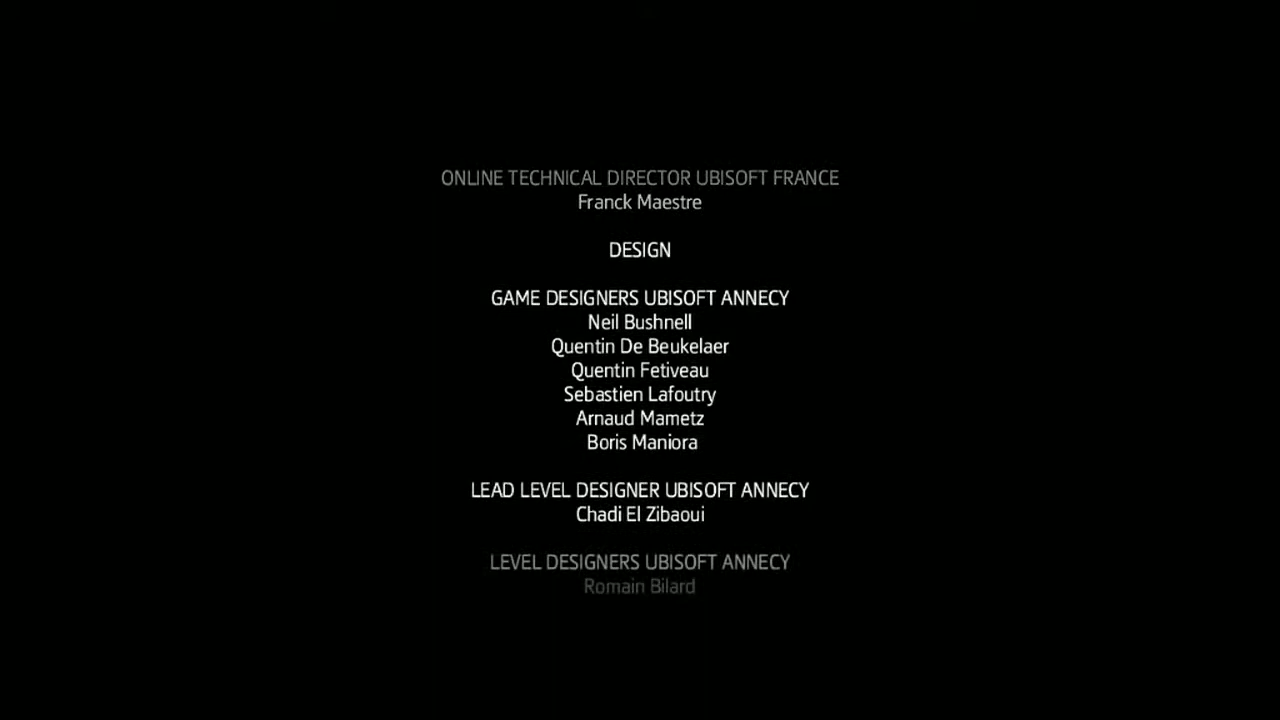 ONLINE TECHNICAL DIRECTOR UBISOFT FRANCE
Franck Maestre
DESIGN
GAME DESIGNERS UBISOFT ANNECY
Neil Bushnell
Quentin De Beukelaer
Quentin Fetiveau
Sebastien Lafoutry
Arnaud Mametz
Boris Maniora
LEAD LEVEL DESIGNER UBISOFT ANNECY
Chadi El Zibaoui
LEVEL DESIGNERS UBISOFT ANNECY
Romain Bilard